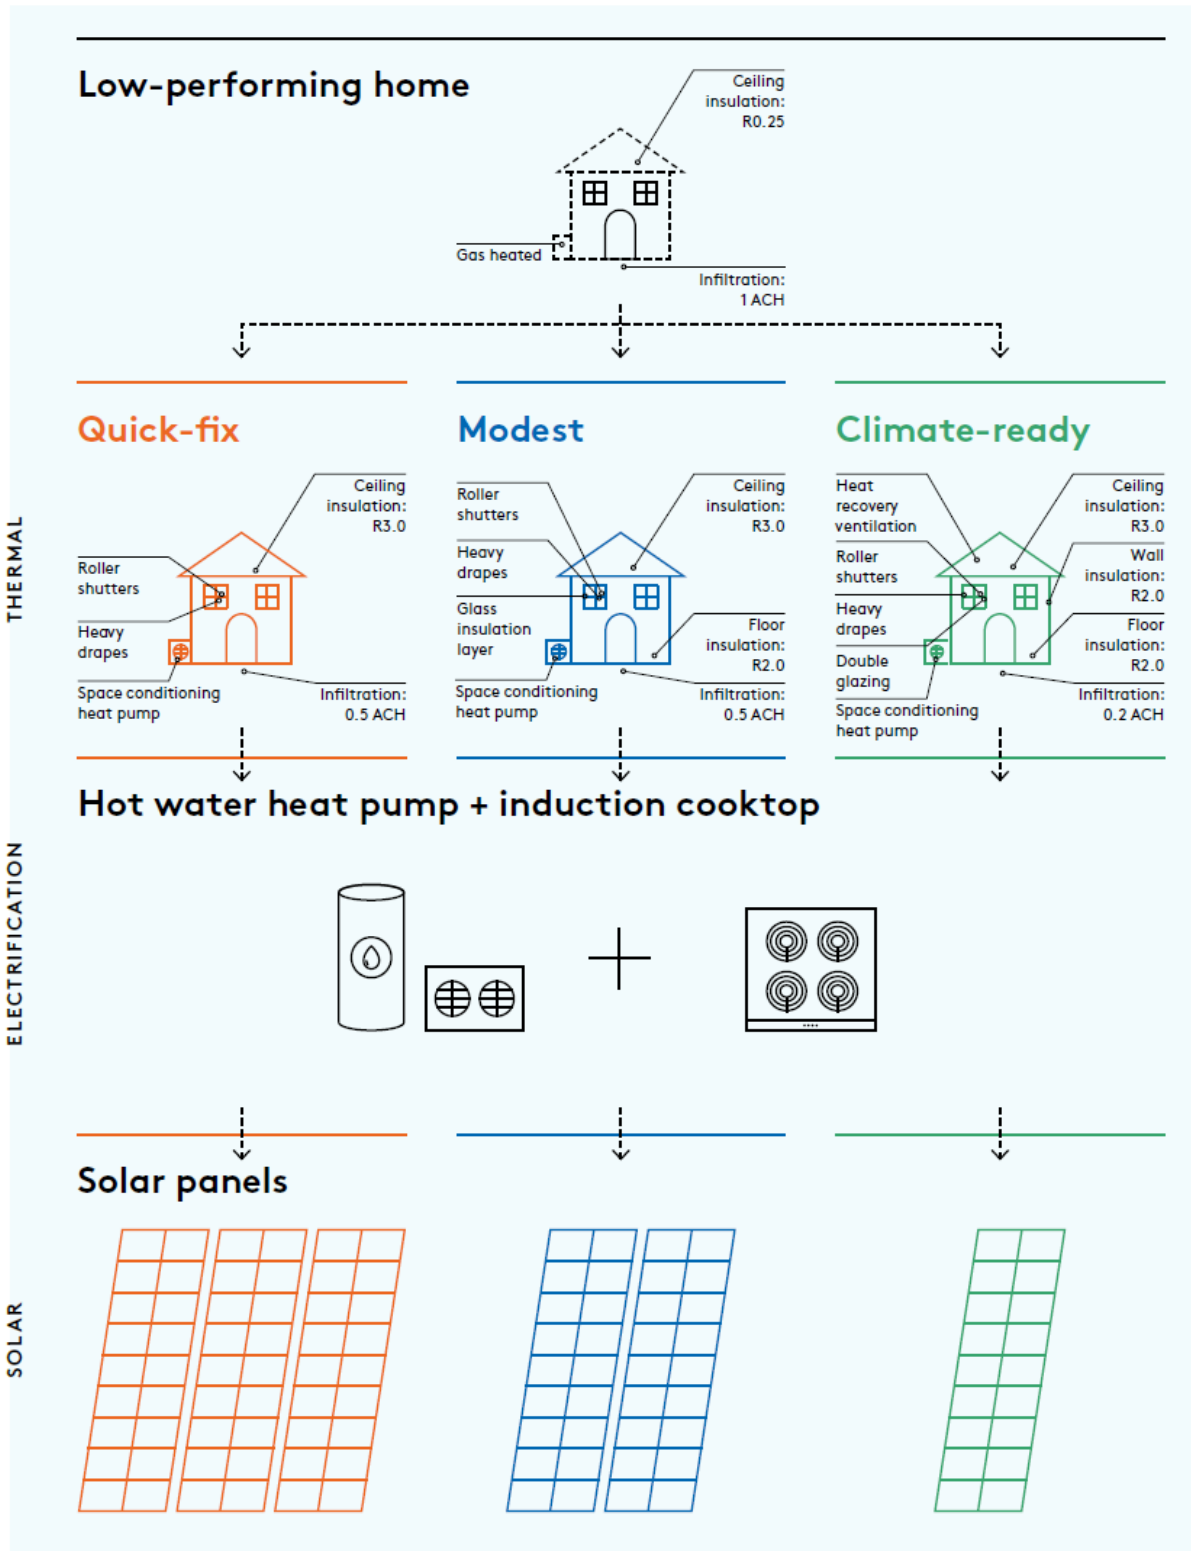 Low-performing home
Ceiling
insulation:
R0.25
Gas heated
Infiltration:
1 ACH
THERMAL
Quick-fix
Ceiling
insulation:
R3.0
Roller
shutters
Heavy
drapes
Space conditioning
heat pump
Infiltration:
0.5 ACH
Modest
Roller
shutters
Heavy
drapes
Glass
insulation
layer
Space conditioning
heat pump
Ceiling
insulation:
R3.0
Floor
insulation:
R2.0
Infiltration:
0.5 ACH
Climate-ready
Heat
recovery
ventilation
Roller
shutters
Heavy
drapes
Double
glazing
Space conditioning
heat pump
Ceiling
insulation:
R3.0
Wall
insulation:
R2.0
Floor
insulation:
R2.0
Infiltration:
0.2 ACH
ELECTRIFICATION
Hot water heat pump + induction cooktop
SOLAR
Solar panels